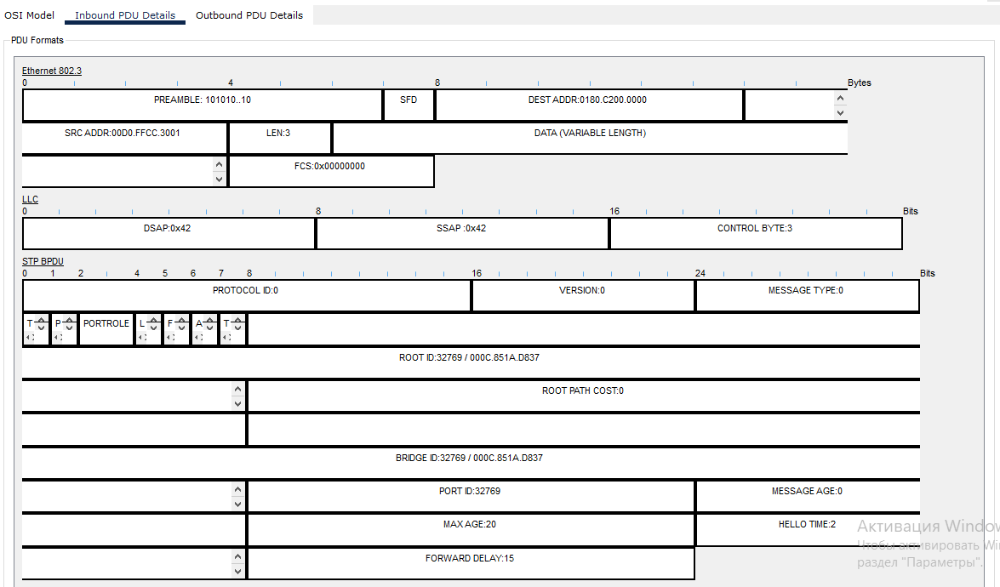 OSI Model Inbound PDU Details Outbound PDU Details
PDU Formats
Ethernet 802.3
0 4 8 Bytes
PREAMBLE: 101010..10 SFD DEST ADDR:0180.C200.0000
SRC ADDR:00D0.FFCC.3001 LEN:3 DATA (VARIABLE LENGTH)
FCS:0x00000000
LLC
0 8 16 Bits
DSAP:0x42 SSAP :0x42 CONTROL BYTE:3
STP BPDU
0 1 2 4 5 6 7 8 16 24 Bits
PROTOCOL ID:0 VERSION:0 MESSAGE TYPE:0
T P PORTROLE L F A T
ROOT ID:32769 / 000C.851A.D837
ROOT PATH COST:0
BRIDGE ID:32769 / 000C.851A.D837
PORT ID:32769 MESSAGE AGE:0
MAX AGE:20 HELLO TIME:2
Активация Window
Чтобы активировать Wi
FORWARD DELAY:15
раздел "Параметры".